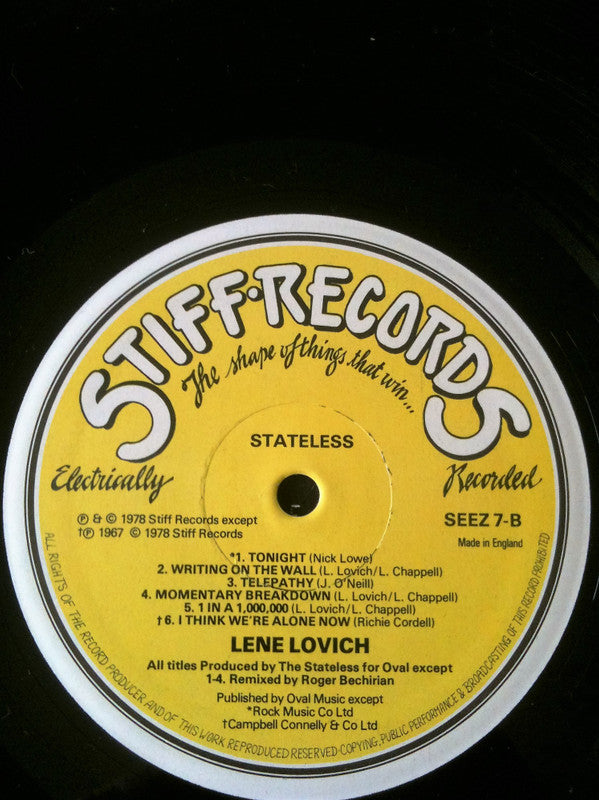 STIFF·RECORDS
The shape of things that win...
STATELESS
Electrically
Recorded
℗ & © 1978 Stiff Records except
†℗ 1967 © 1978 Stiff Records
SEEZ 7-B
Made in England
*1. TONIGHT (Nick Lowe)
2. WRITING ON THE WALL (L. Lovich/L. Chappell)
3. TELEPATHY (J. O'Neill)
4. MOMENTARY BREAKDOWN (L. Lovich/L. Chappell)
5. 1 IN A 1,000,000 (L. Lovich/L. Chappell)
†6. I THINK WE'RE ALONE NOW (Richie Cordell)
LENE LOVICH
All titles Produced by The Stateless for Oval except
1-4. Remixed by Roger Bechirian
Published by Oval Music except
*Rock Music Co Ltd
†Campbell Connelly & Co Ltd
ALL RIGHTS OF THE RECORD PRODUCER AND OF THIS WORK REPRODUCED RESERVED-COPYING, PUBLIC PERFORMANCE & BROADCASTING OF THIS RECORD PROHIBITED